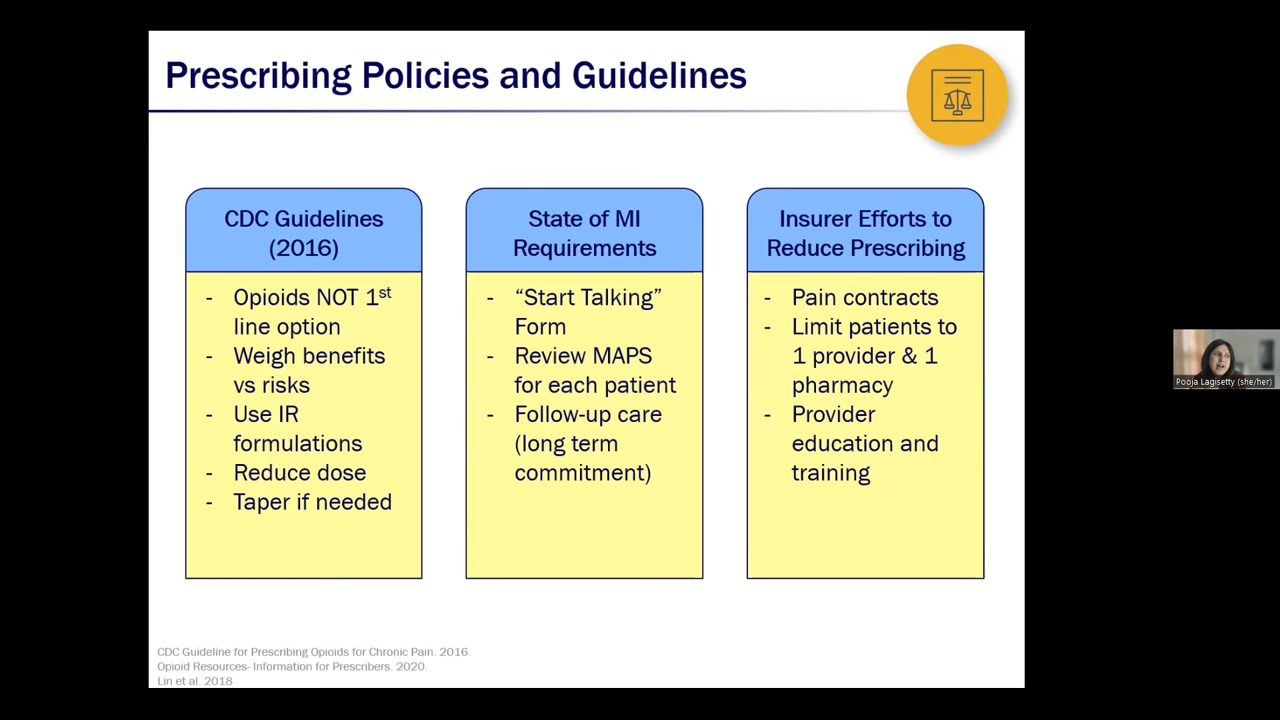 Prescribing Policies and Guidelines
CDC Guidelines
(2016)
- Opioids NOT 1st
line option
- Weigh benefits
vs risks
- Use IR
formulations
- Reduce dose
- Taper if needed
State of MI
Requirements
- “Start Talking”
Form
- Review MAPS
for each patient
- Follow-up care
(long term
commitment)
Insurer Efforts to
Reduce Prescribing
- Pain contracts
- Limit patients to
1 provider & 1
pharmacy
- Provider
education and
training
CDC Guideline for Prescribing Opioids for Chronic Pain. 2016.
Opioid Resources- Information for Prescribers. 2020.
Lin et al. 2018
Pooja Lagisetty (she/her)